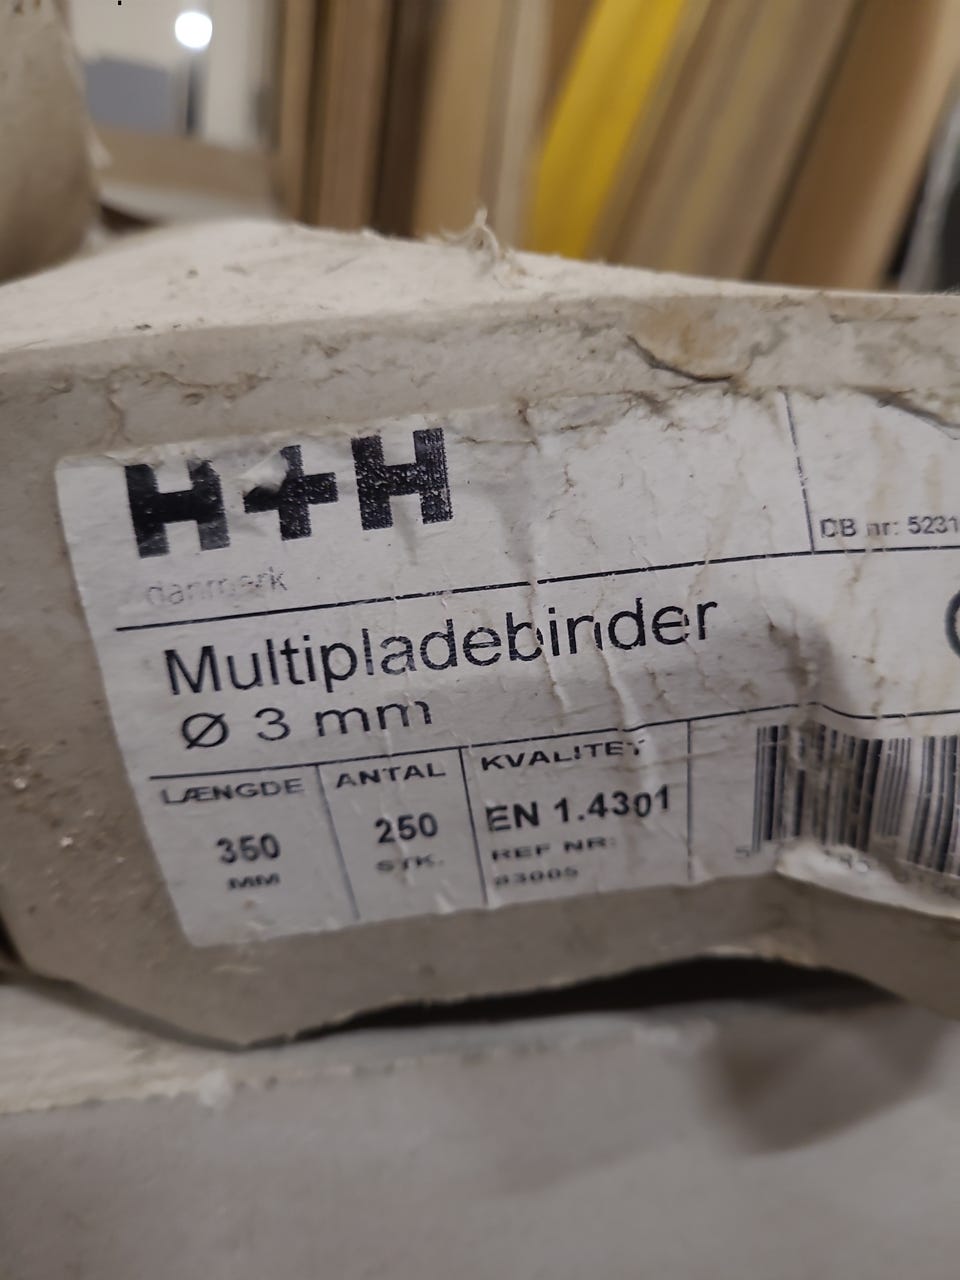 H+H
danmark
DB nr: 5231
Multipladebinder
Ø 3 mm
LÆNGDE
350
MM
ANTAL
250
STK.
KVALITET
EN 1.4301
REF NR:
93005